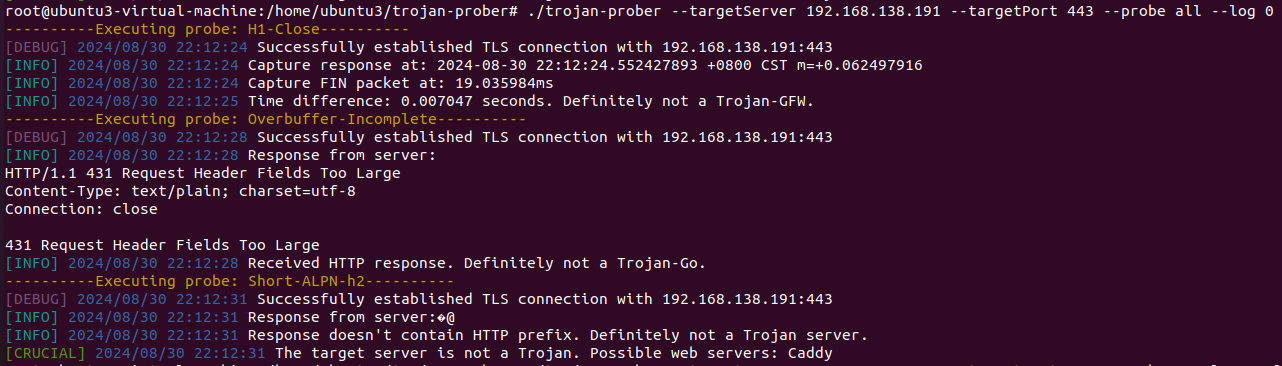 root@ubuntu3-virtual-machine:/home/ubuntu3/trojan-prober# ./trojan-prober --targetServer 192.168.138.191 --targetPort 443 --probe all --log 0
----------Executing probe: H1-Close----------
[DEBUG] 2024/08/30 22:12:24 Successfully established TLS connection with 192.168.138.191:443
[INFO] 2024/08/30 22:12:24 Capture response at: 2024-08-30 22:12:24.552427893 +0800 CST m=+0.062497916
[INFO] 2024/08/30 22:12:24 Capture FIN packet at: 19.035984ms
[INFO] 2024/08/30 22:12:25 Time difference: 0.007047 seconds. Definitely not a Trojan-GFW.
----------Executing probe: Overbuffer-Incomplete----------
[DEBUG] 2024/08/30 22:12:28 Successfully established TLS connection with 192.168.138.191:443
[INFO] 2024/08/30 22:12:28 Response from server:
HTTP/1.1 431 Request Header Fields Too Large
Content-Type: text/plain; charset=utf-8
Connection: close
431 Request Header Fields Too Large
[INFO] 2024/08/30 22:12:28 Received HTTP response. Definitely not a Trojan-Go.
----------Executing probe: Short-ALPN-h2----------
[DEBUG] 2024/08/30 22:12:31 Successfully established TLS connection with 192.168.138.191:443
[INFO] 2024/08/30 22:12:31 Response from server:�@
[INFO] 2024/08/30 22:12:31 Response doesn't contain HTTP prefix. Definitely not a Trojan server.
[CRUCIAL] 2024/08/30 22:12:31 The target server is not a Trojan. Possible web servers: Caddy